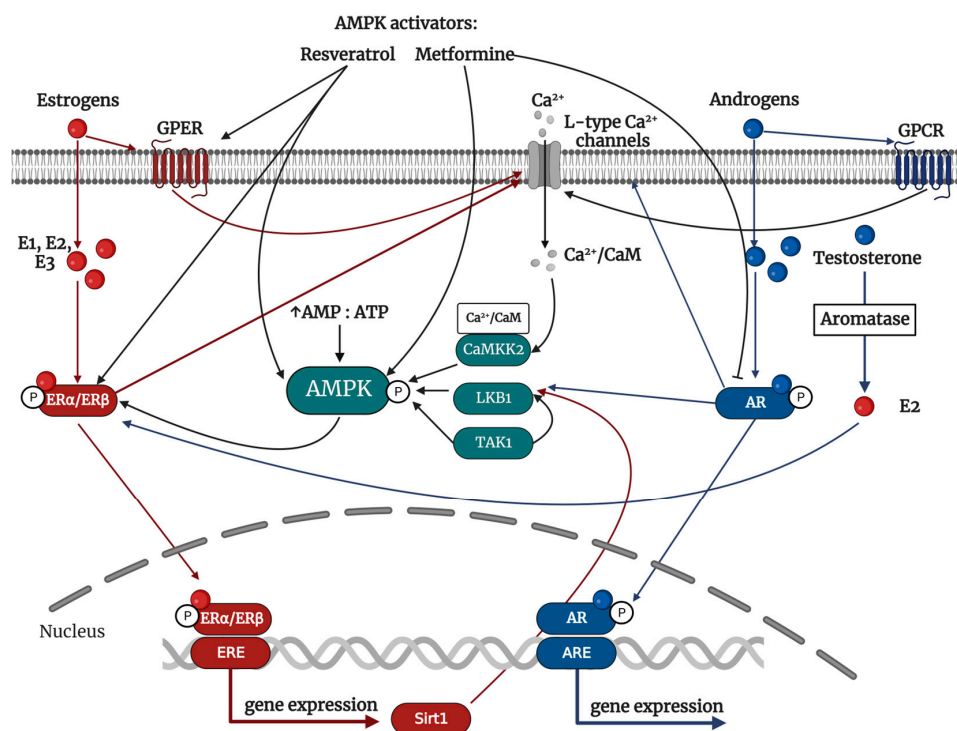 AMPK activators:
Resveratrol
Metformine
Estrogens
GPER
Ca²⁺
L-type Ca²⁺
channels
Androgens
GPCR
E1, E2,
E3
Ca²⁺/CaM
Testosterone
↑AMP : ATP
Ca²⁺/CaM
Aromatase
CaMKK2
AMPK
P
LKB1
P
ERα/ERβ
AR
P
E2
TAK1
Nucleus
P
ERα/ERβ
AR
P
ERE
ARE
gene expression
Sirt1
gene expression